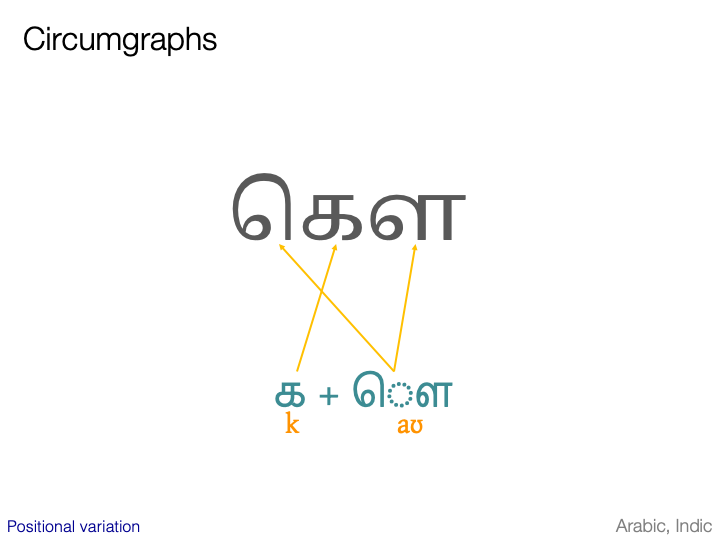 Circumgraphs
கௌ
க + ௌ
k aʊ
Positional variation
Arabic, Indic